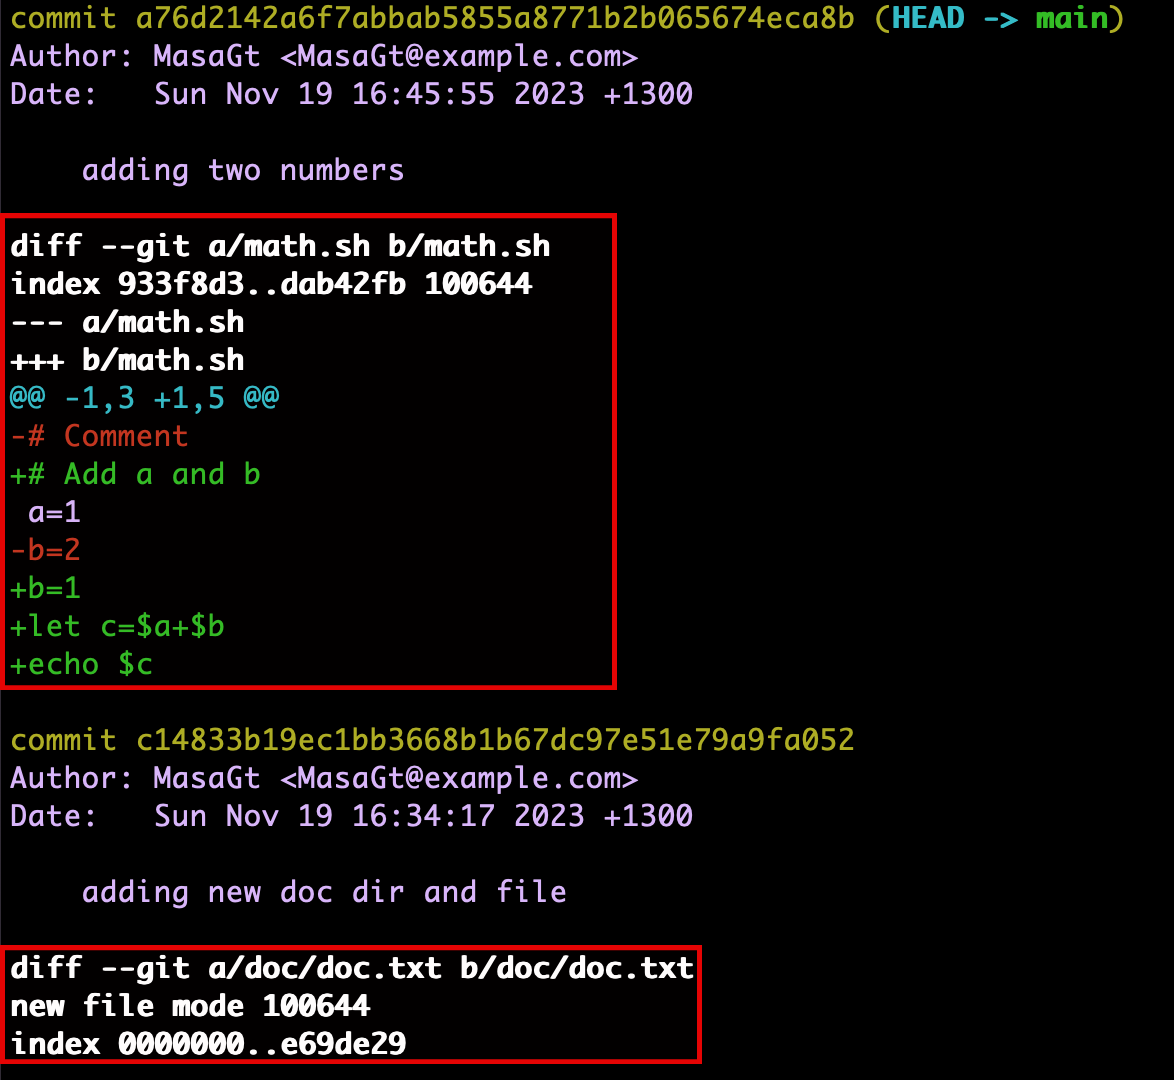 commit a76d2142a6f7abbab5855a8771b2b065674eca8b (HEAD -> main)
Author: MasaGt <MasaGt@example.com>
Date:   Sun Nov 19 16:45:55 2023 +1300
    adding two numbers
diff --git a/math.sh b/math.sh
index 933f8d3..dab42fb 100644
--- a/math.sh
+++ b/math.sh
@@ -1,3 +1,5 @@
-# Comment
+# Add a and b
 a=1
-b=2
+b=1
+let c=$a+$b
+echo $c
commit c14833b19ec1bb3668b1b67dc97e51e79a9fa052
Author: MasaGt <MasaGt@example.com>
Date:   Sun Nov 19 16:34:17 2023 +1300
    adding new doc dir and file
diff --git a/doc/doc.txt b/doc/doc.txt
new file mode 100644
index 0000000..e69de29